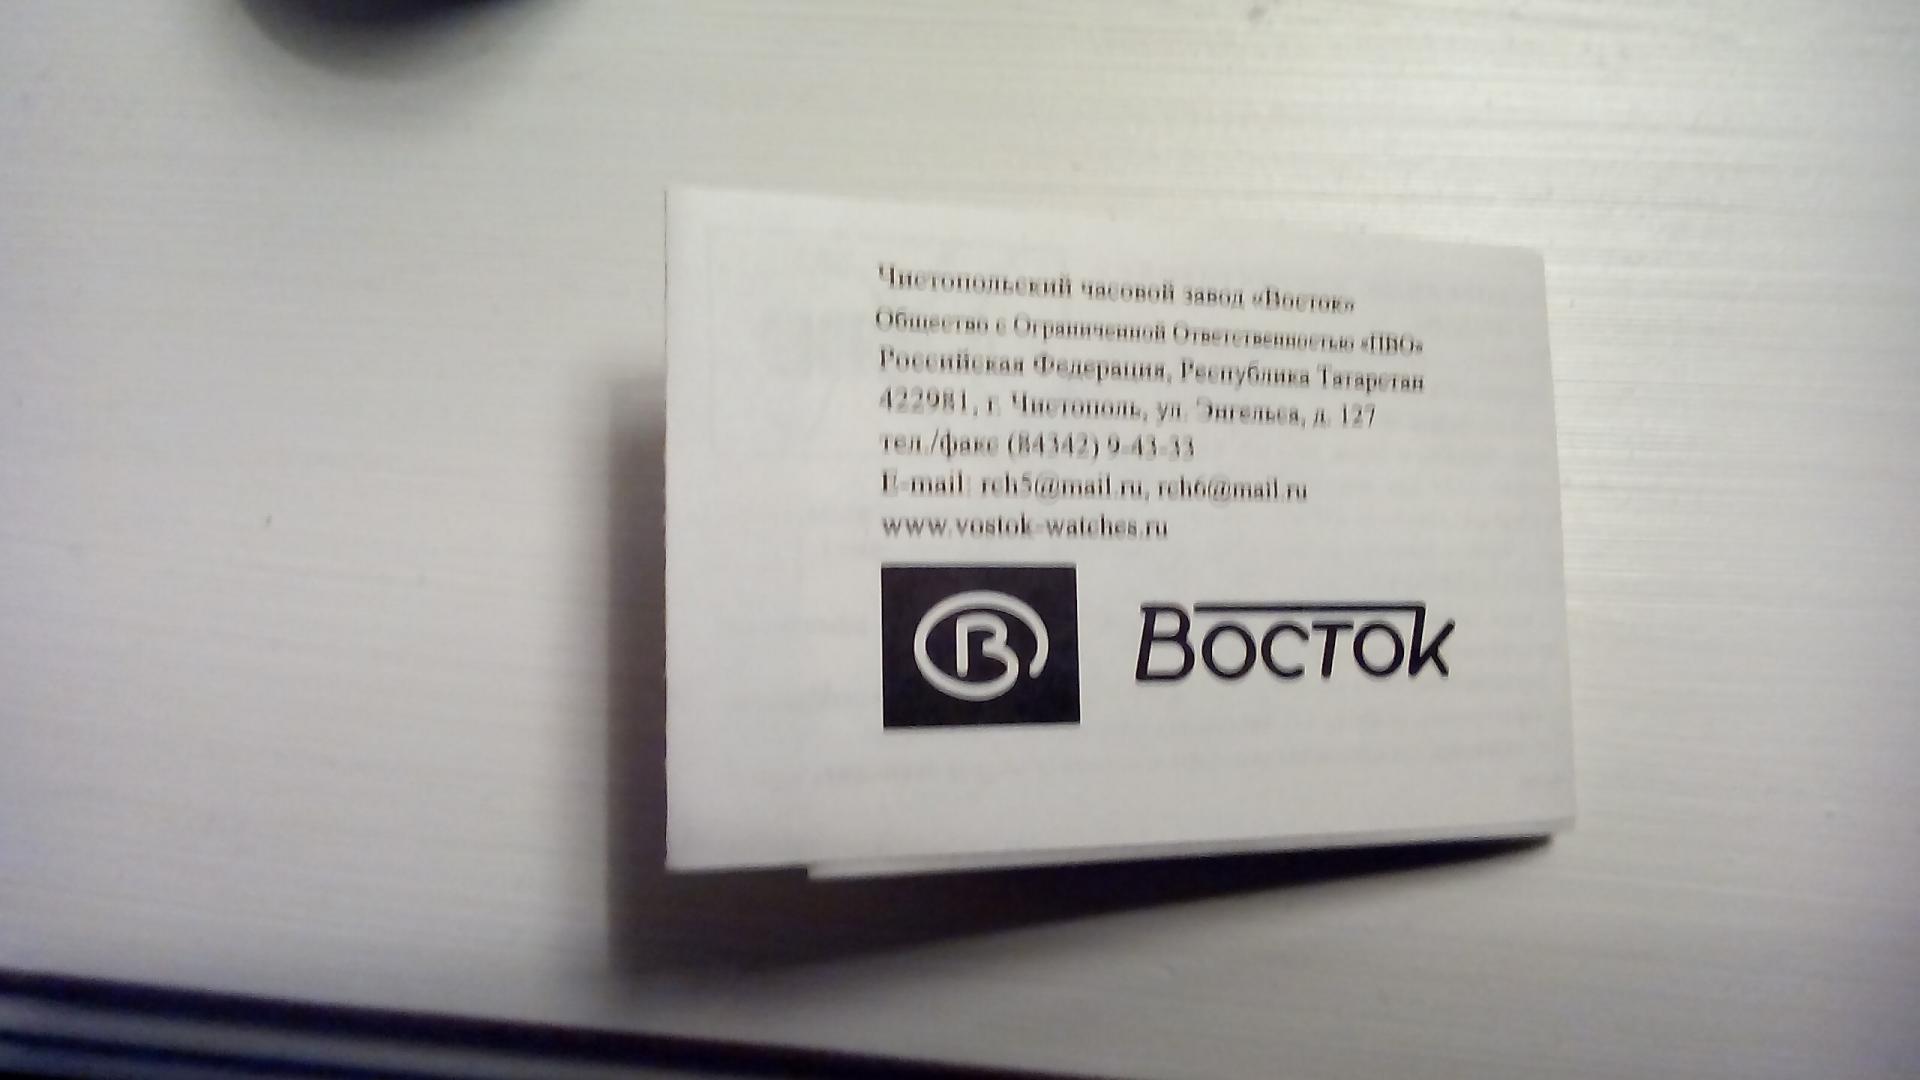 Чистопольский часовой завод «Восток»
Общество с Ограниченной Ответственностью «ПВО»
Российская Федерация, Республика Татарстан
422981, г. Чистополь, ул. Энгельса, д. 127
тел./факс (84342) 9-43-33
E-mail: rch5@mail.ru, rch6@mail.ru
www.vostok-watches.ru
В Восток